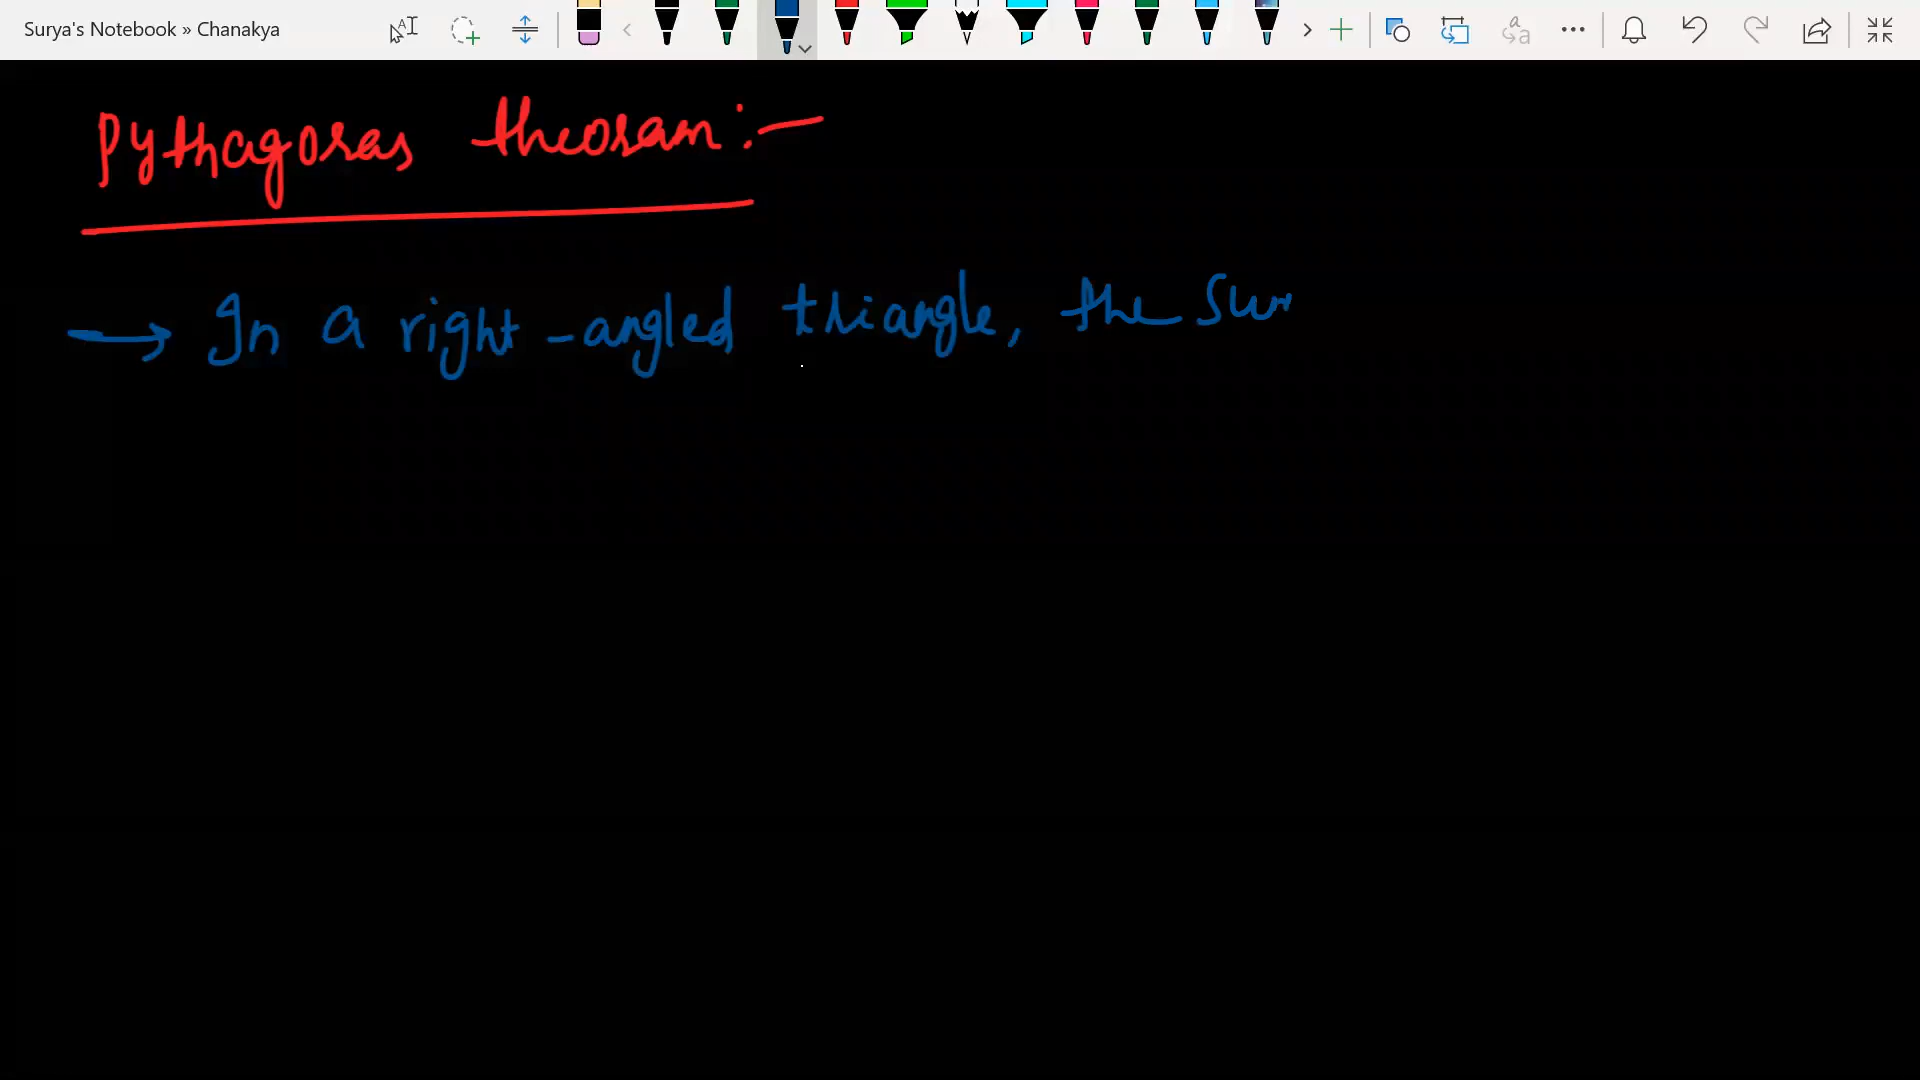 Surya's Notebook » Chanakya
Pythagoras theoram:-
→ In a right-angled triangle, the Sum